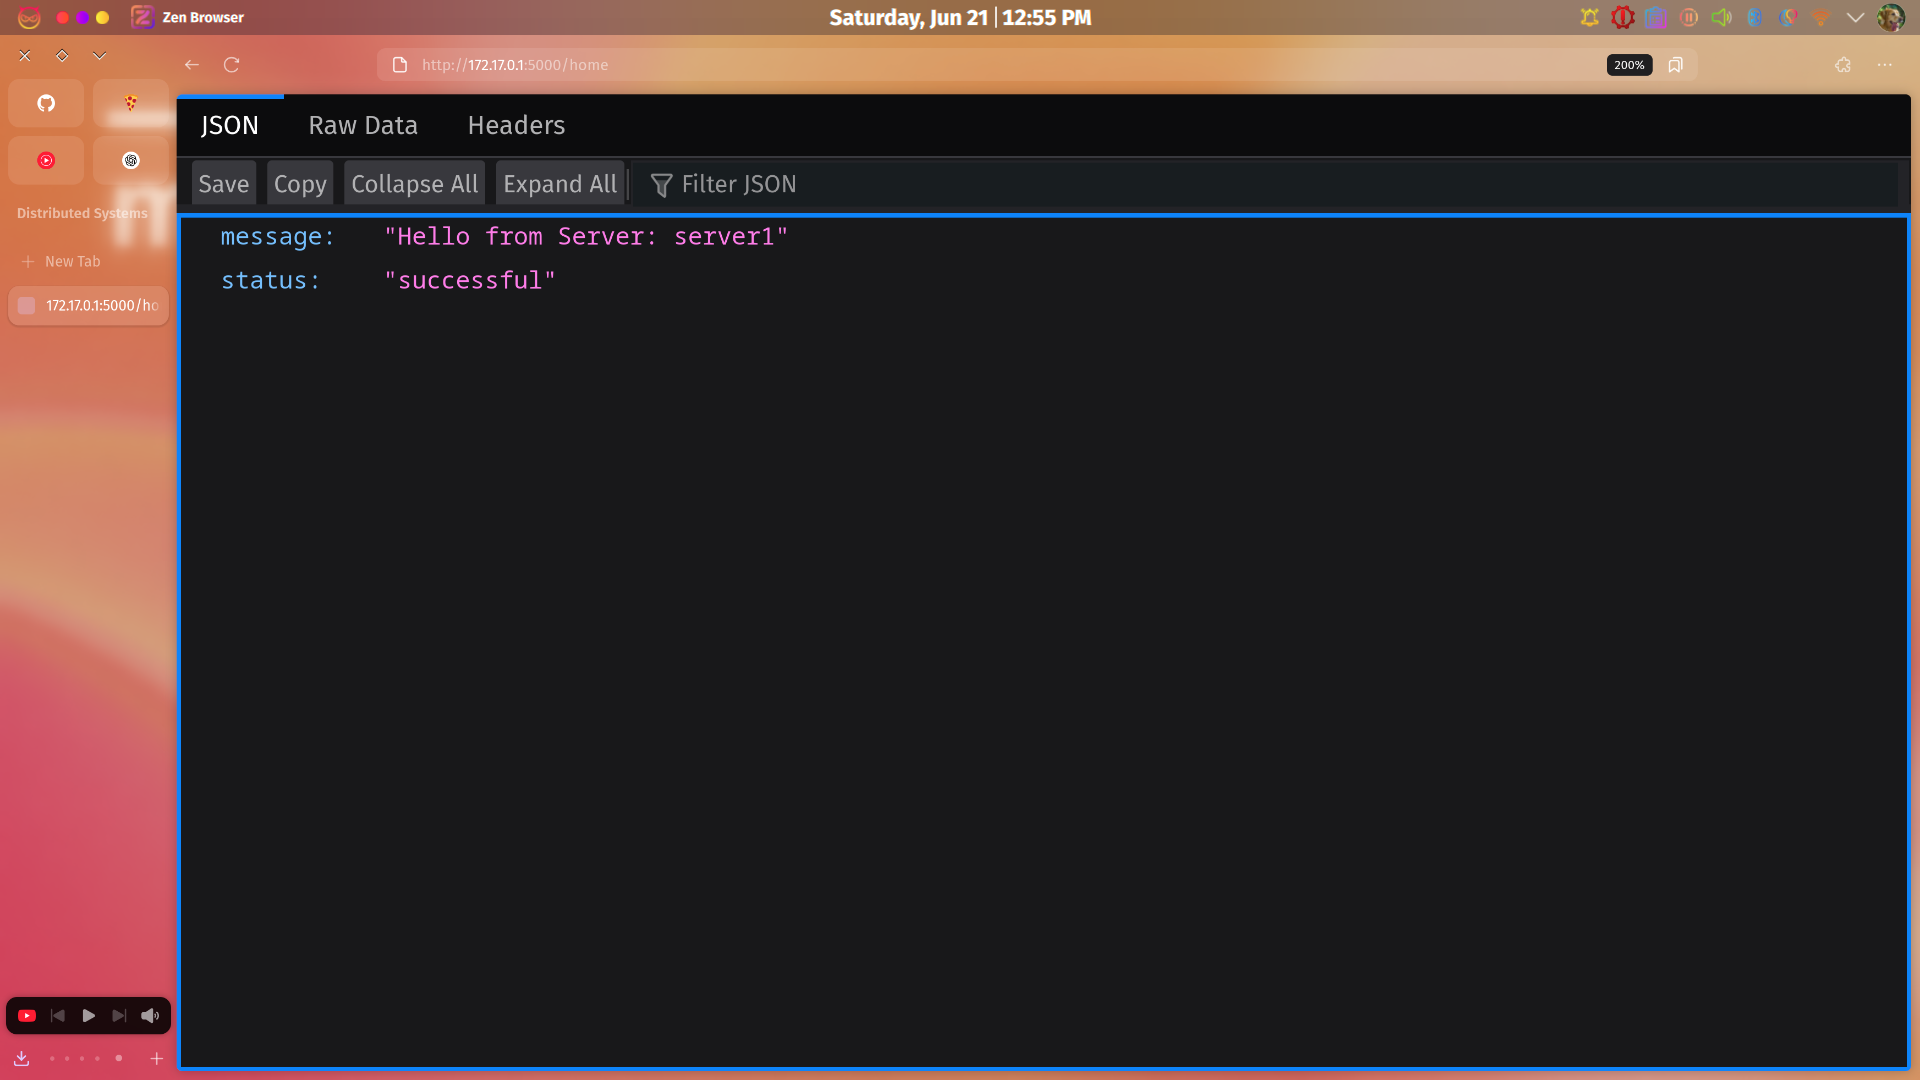 Zen Browser
Saturday, Jun 21 | 12:55 PM
http://172.17.0.1:5000/home
200%
JSON Raw Data Headers
Save Copy Collapse All Expand All Filter JSON
Distributed Systems
New Tab
172.17.0.1:5000/ho
message: "Hello from Server: server1"
status: "successful"